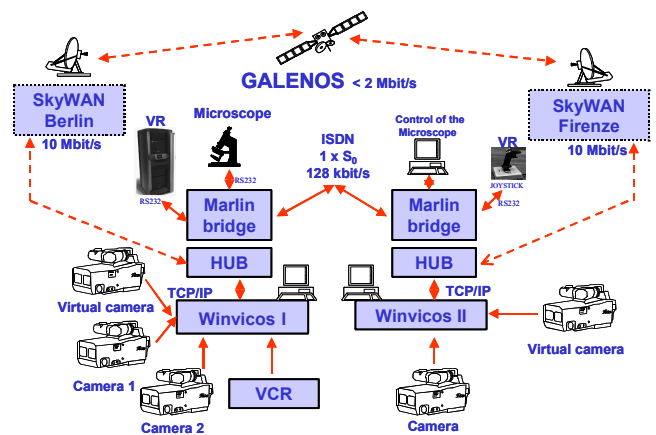 GALENOS < 2 Mbit/s
SkyWAN
Berlin
10 Mbit/s
VR
RS232
Microscope
RS232
ISDN
1 x S0
128 kbit/s
Control of the
Microscope
VR
JOYSTICK
RS232
SkyWAN
Firenze
10 Mbit/s
Marlin
bridge
Marlin
bridge
HUB
HUB
TCP/IP
TCP/IP
Virtual camera
Winvicos I
Winvicos II
Virtual camera
Camera 1
Camera 2
VCR
Camera